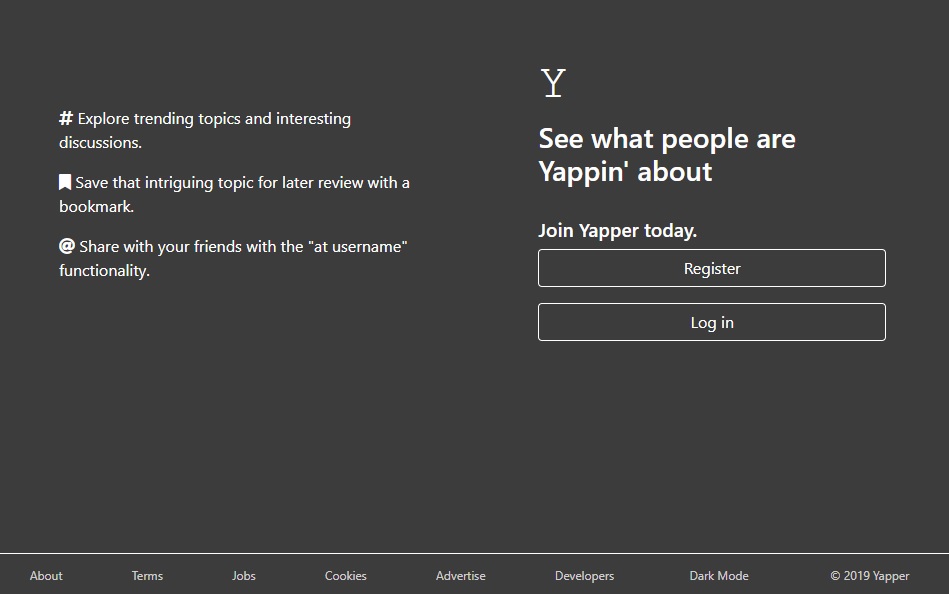 # Explore trending topics and interesting
discussions.
Save that intriguing topic for later review with a
bookmark.
@ Share with your friends with the "at username"
functionality.
Y
See what people are
Yappin' about
Join Yapper today.
Register
Log in
About Terms Jobs Cookies Advertise Developers Dark Mode © 2019 Yapper